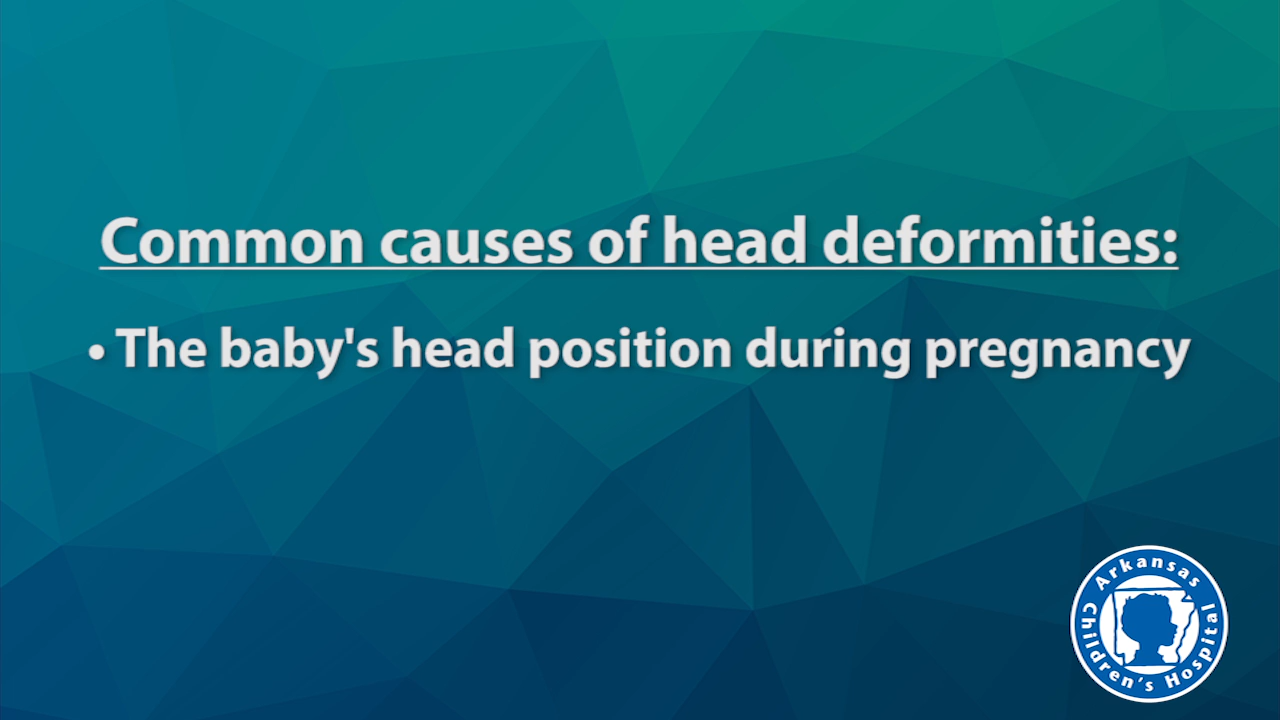 Common causes of head deformities:
• The baby's head position during pregnancy
Arkansas
Children's Hospital